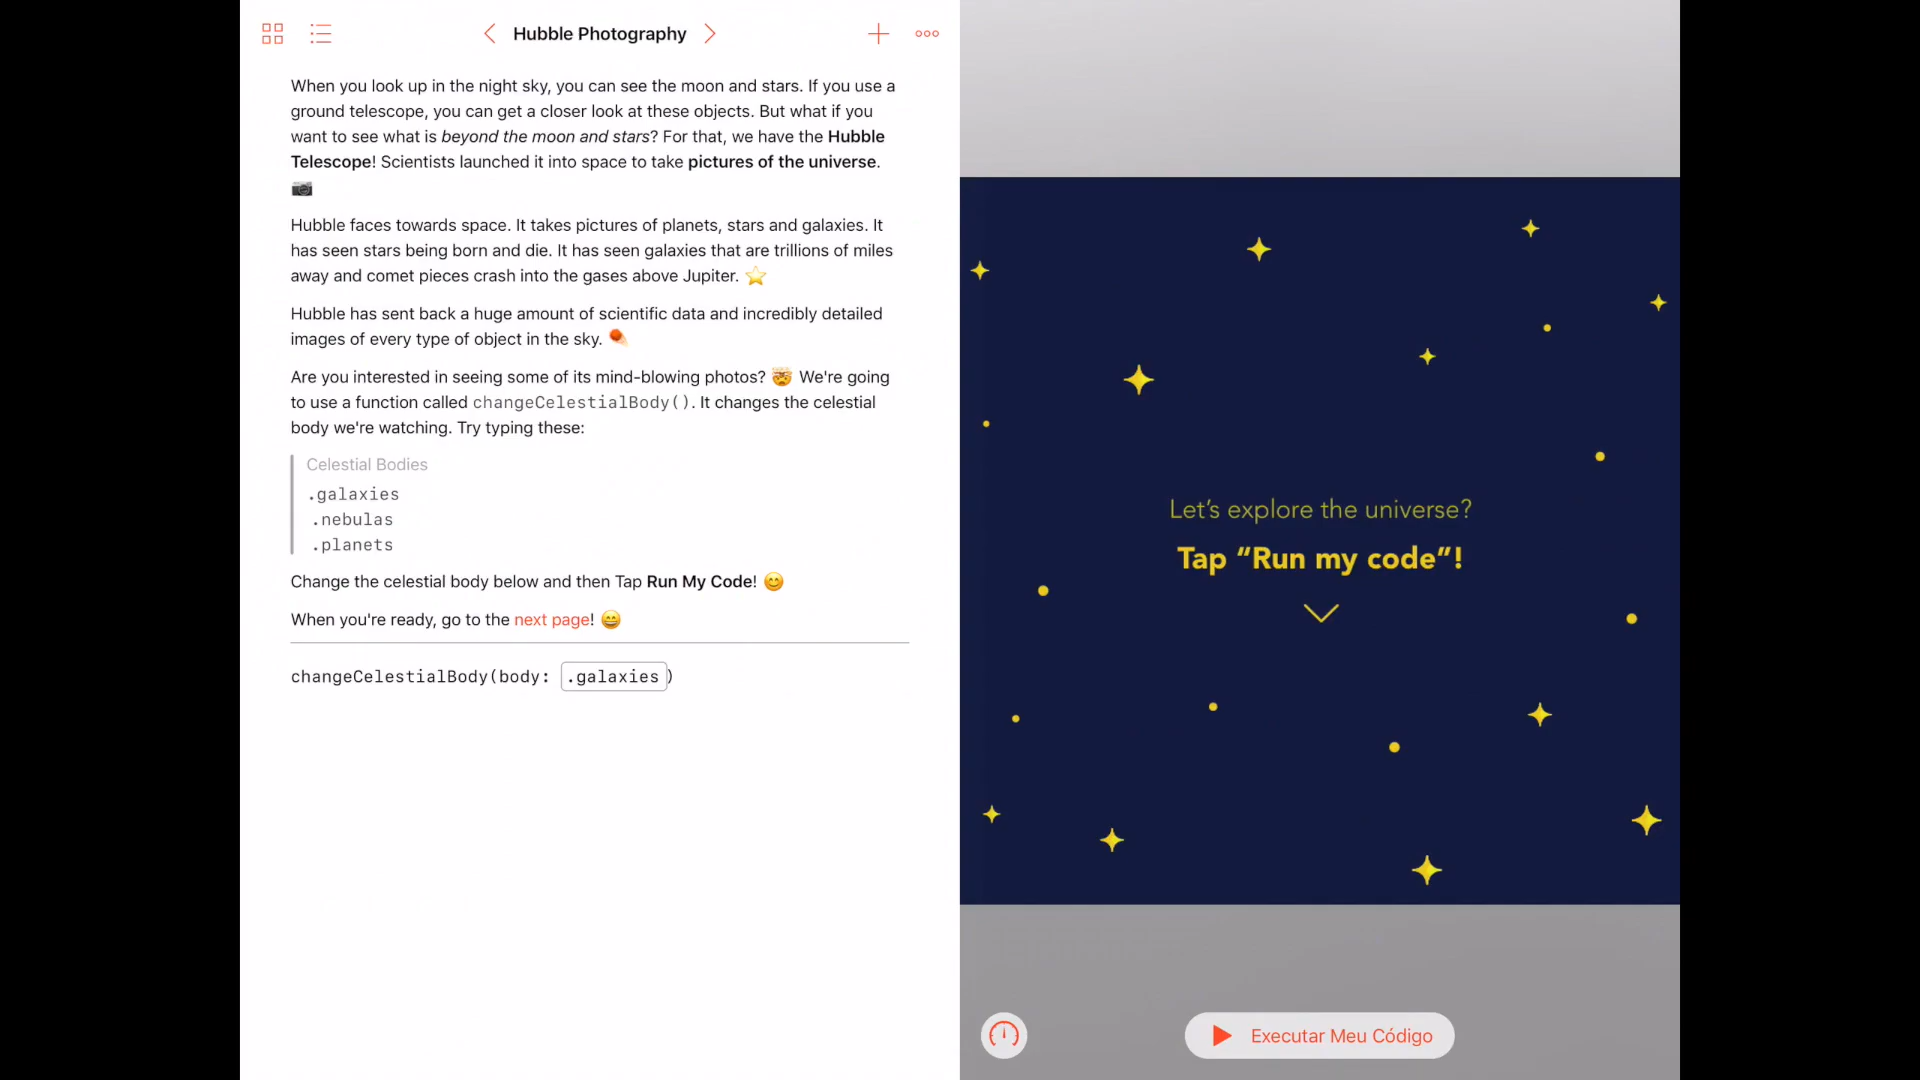 Hubble Photography
When you look up in the night sky, you can see the moon and stars. If you use a
ground telescope, you can get a closer look at these objects. But what if you
want to see what is beyond the moon and stars? For that, we have the Hubble
Telescope! Scientists launched it into space to take pictures of the universe.
📷
Hubble faces towards space. It takes pictures of planets, stars and galaxies. It
has seen stars being born and die. It has seen galaxies that are trillions of miles
away and comet pieces crash into the gases above Jupiter. ⭐
Hubble has sent back a huge amount of scientific data and incredibly detailed
images of every type of object in the sky. ☄️
Are you interested in seeing some of its mind-blowing photos? 🤯 We're going
to use a function called changeCelestialBody(). It changes the celestial
body we're watching. Try typing these:
Celestial Bodies
.galaxies
.nebulas
.planets
Change the celestial body below and then Tap Run My Code! 😊
When you're ready, go to the next page! 😄
changeCelestialBody(body: .galaxies)
Let's explore the universe?
Tap “Run my code”!
Executar Meu Código